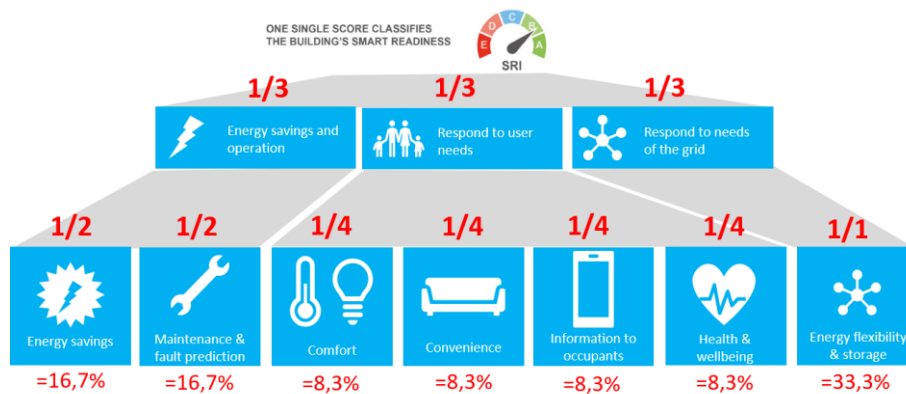 ONE SINGLE SCORE CLASSIFIES
THE BUILDING'S SMART READINESS
E D C B A
SRI
1/3 1/3 1/3
Energy savings and
operation
Respond to user
needs
Respond to needs
of the grid
1/2 1/2 1/4 1/4 1/4 1/4 1/1
Energy savings
Maintenance &
fault prediction
Comfort
Convenience
Information to
occupants
Health &
wellbeing
Energy flexibility
& storage
=16,7% =16,7% =8,3% =8,3% =8,3% =8,3% =33,3%